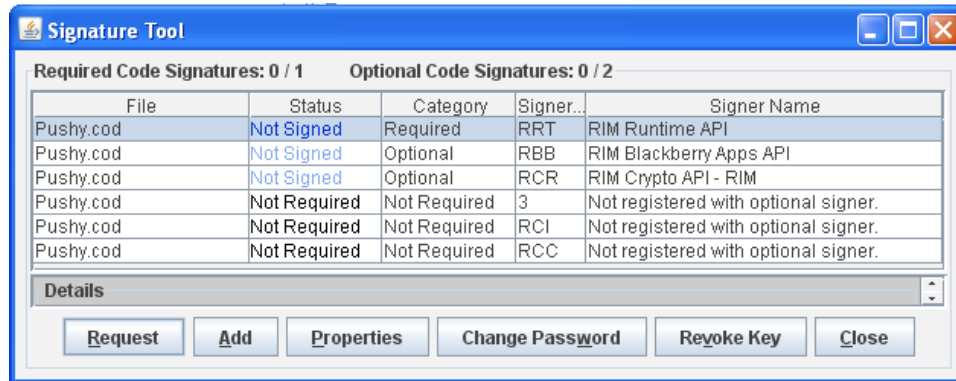 Signature Tool
Required Code Signatures: 0 / 1 Optional Code Signatures: 0 / 2
File Status Category Signer... Signer Name
Pushy.cod Not Signed Required RRT RIM Runtime API
Pushy.cod Not Signed Optional RBB RIM Blackberry Apps API
Pushy.cod Not Signed Optional RCR RIM Crypto API - RIM
Pushy.cod Not Required Not Required 3 Not registered with optional signer.
Pushy.cod Not Required Not Required RCI Not registered with optional signer.
Pushy.cod Not Required Not Required RCC Not registered with optional signer.
Details
Request Add Properties Change Password Revoke Key Close